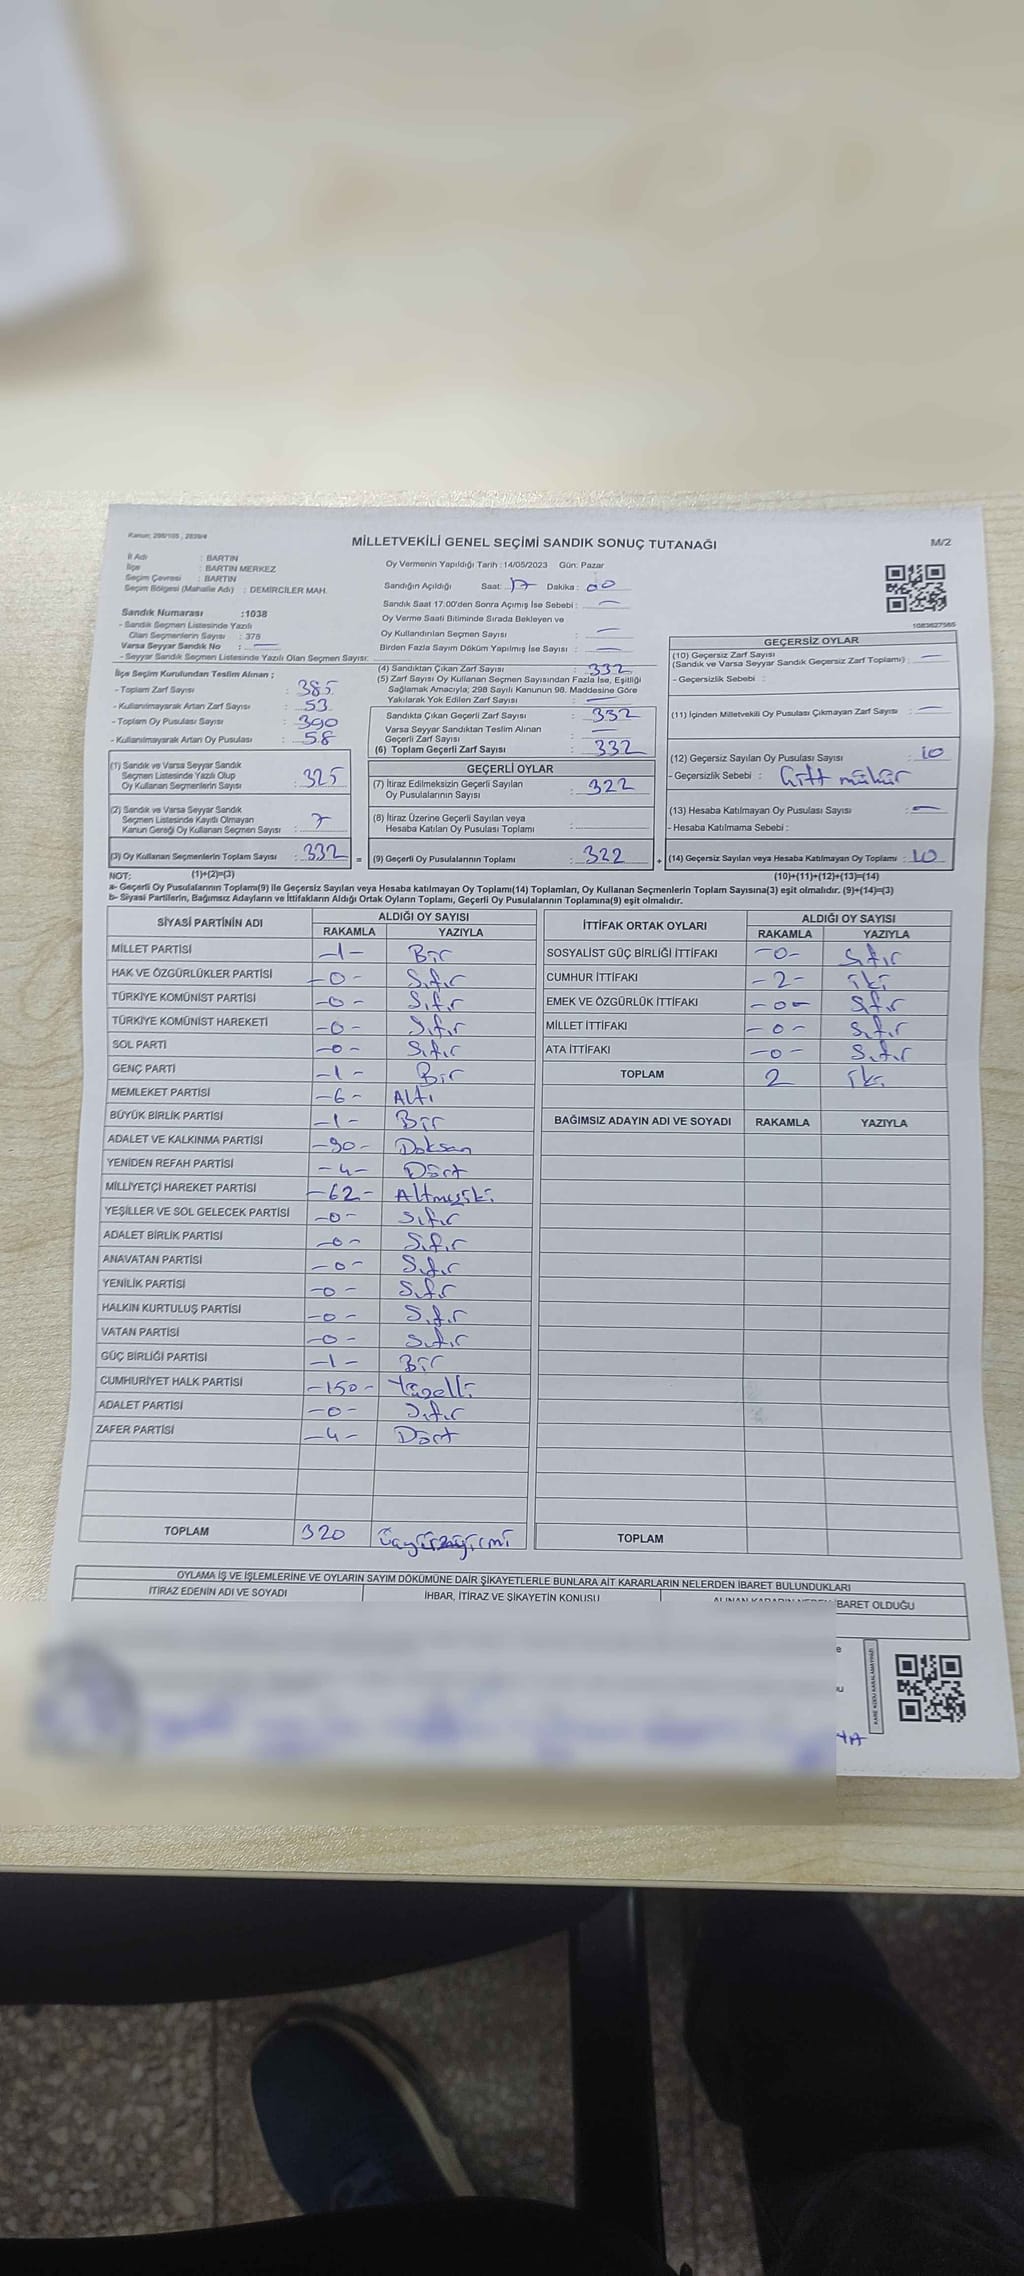 Kanun: 298/105 , 2839/4
MİLLETVEKİLİ GENEL SEÇİMİ SANDIK SONUÇ TUTANAĞI
M/2
İl Adı : BARTIN
İlçe : BARTIN MERKEZ
Seçim Çevresi : BARTIN
Seçim Bölgesi (Mahalle Adı) : DEMİRCİLER MAH.
Sandık Numarası :1038
- Sandık Seçmen Listesinde Yazılı
Olan Seçmenlerin Sayısı : 376
Varsa Seyyar Sandık No : —
- Seyyar Sandık Seçmen Listesinde Yazılı Olan Seçmen Sayısı:
İlçe Seçim Kurulundan Teslim Alınan ;
- Toplam Zarf Sayısı : 385
- Kullanılmayarak Artan Zarf Sayısı : 53
- Toplam Oy Pusulası Sayısı : 390
- Kullanılmayarak Artan Oy Pusulası : 58
(1) Sandık ve Varsa Seyyar Sandık
Seçmen Listesinde Yazılı Olup
Oy Kullanan Seçmenlerin Sayısı : 325
(2) Sandık ve Varsa Seyyar Sandık
Seçmen Listesinde Kayıtlı Olmayan
Kanun Gereği Oy Kullanan Seçmen Sayısı : 7
(3) Oy Kullanan Seçmenlerin Toplam Sayısı : 332 =
Oy Vermenin Yapıldığı Tarih : 14/05/2023 Gün: Pazar
Sandığın Açıldığı Saat: 17 Dakika : 00
Sandık Saat 17:00'den Sonra Açımış İse Sebebi : —
Oy Verme Saati Bitiminde Sırada Bekleyen ve
Oy Kullandırılan Seçmen Sayısı : —
Birden Fazla Sayım Döküm Yapılmış İse Sayısı : —
(4) Sandıktan Çıkan Zarf Sayısı : 332
(5) Zarf Sayısı Oy Kullanan Seçmen Sayısından Fazla İse, Eşitliği
Sağlamak Amacıyla; 298 Sayılı Kanunun 98. Maddesine Göre
Yakılarak Yok Edilen Zarf Sayısı : —
Sandıkta Çıkan Geçerli Zarf Sayısı : 332
Varsa Seyyar Sandıktan Teslim Alınan
Geçerli Zarf Sayısı : —
(6) Toplam Geçerli Zarf Sayısı : 332
GEÇERLİ OYLAR
(7) İtiraz Edilmeksizin Geçerli Sayılan
Oy Pusulalarının Sayısı : 322
(8) İtiraz Üzerine Geçerli Sayılan veya
Hesaba Katılan Oy Pusulası Toplamı :
(9) Geçerli Oy Pusulalarının Toplamı : 322 +
1083627565
GEÇERSİZ OYLAR
(10) Geçersiz Zarf Sayısı : —
(Sandık ve Varsa Seyyar Sandık Geçersiz Zarf Toplamı)
- Geçersizlik Sebebi :
(11) İçinden Milletvekili Oy Pusulası Çıkmayan Zarf Sayısı : —
(12) Geçersiz Sayılan Oy Pusulası Sayısı : 10
- Geçersizlik Sebebi : Çift mühür
(13) Hesaba Katılmayan Oy Pusulası Sayısı : —
- Hesaba Katılmama Sebebi :
(14) Geçersiz Sayılan veya Hesaba Katılmayan Oy Toplamı : 10
NOT: (1)+(2)=(3) (10)+(11)+(12)+(13)=(14)
a- Geçerli Oy Pusulalarının Toplamı(9) ile Geçersiz Sayılan veya Hesaba katılmayan Oy Toplamı(14) Toplamları, Oy Kullanan Seçmenlerin Toplam Sayısına(3) eşit olmalıdır. (9)+(14)=(3)
b- Siyasi Partilerin, Bağımsız Adayların ve İttifakların Aldığı Ortak Oyların Toplamı, Geçerli Oy Pusulalarının Toplamına(9) eşit olmalıdır.
SİYASİ PARTİNİN ADI ALDIĞI OY SAYISI
RAKAMLA YAZIYLA
MİLLET PARTİSİ -1- Bir
HAK VE ÖZGÜRLÜKLER PARTİSİ -0- Sıfır
TÜRKİYE KOMÜNİST PARTİSİ -0- Sıfır
TÜRKİYE KOMÜNİST HAREKETİ -0- Sıfır
SOL PARTİ -0- Sıfır
GENÇ PARTİ -1- Bir
MEMLEKET PARTİSİ -6- Altı
BÜYÜK BİRLİK PARTİSİ -1- Bir
ADALET VE KALKINMA PARTİSİ -90- Doksan
YENİDEN REFAH PARTİSİ -4- Dört
MİLLİYETÇİ HAREKET PARTİSİ -62- Altmışiki
YEŞİLLER VE SOL GELECEK PARTİSİ -0- Sıfır
ADALET BİRLİK PARTİSİ -0- Sıfır
ANAVATAN PARTİSİ -0- Sıfır
YENİLİK PARTİSİ -0- Sıfır
HALKIN KURTULUŞ PARTİSİ -0- Sıfır
VATAN PARTİSİ -0- Sıfır
GÜÇ BİRLİĞİ PARTİSİ -1- Bir
CUMHURİYET HALK PARTİSİ -150- Yüzelli
ADALET PARTİSİ -0- Sıfır
ZAFER PARTİSİ -4- Dört
TOPLAM 320 Üçyüzyirmi
İTTİFAK ORTAK OYLARI ALDIĞI OY SAYISI
RAKAMLA YAZIYLA
SOSYALİST GÜÇ BİRLİĞİ İTTİFAKI -0- Sıfır
CUMHUR İTTİFAKI -2- iki
EMEK VE ÖZGÜRLÜK İTTİFAKI -0- Sıfır
MİLLET İTTİFAKI -0- Sıfır
ATA İTTİFAKI -0- Sıfır
TOPLAM 2 iki
BAĞIMSIZ ADAYIN ADI VE SOYADI RAKAMLA YAZIYLA
TOPLAM
OYLAMA İŞ VE İŞLEMLERİNE VE OYLARIN SAYIM DÖKÜMÜNE DAİR ŞİKAYETLERLE BUNLARA AİT KARARLARIN NELERDEN İBARET BULUNDUKLARI
İTİRAZ EDENİN ADI VE SOYADI İHBAR, İTİRAZ VE ŞİKAYETİN KONUSU ALINAN KARARIN NEDEN İBARET OLDUĞU
KARE KODU KARALAMAYINIZ!